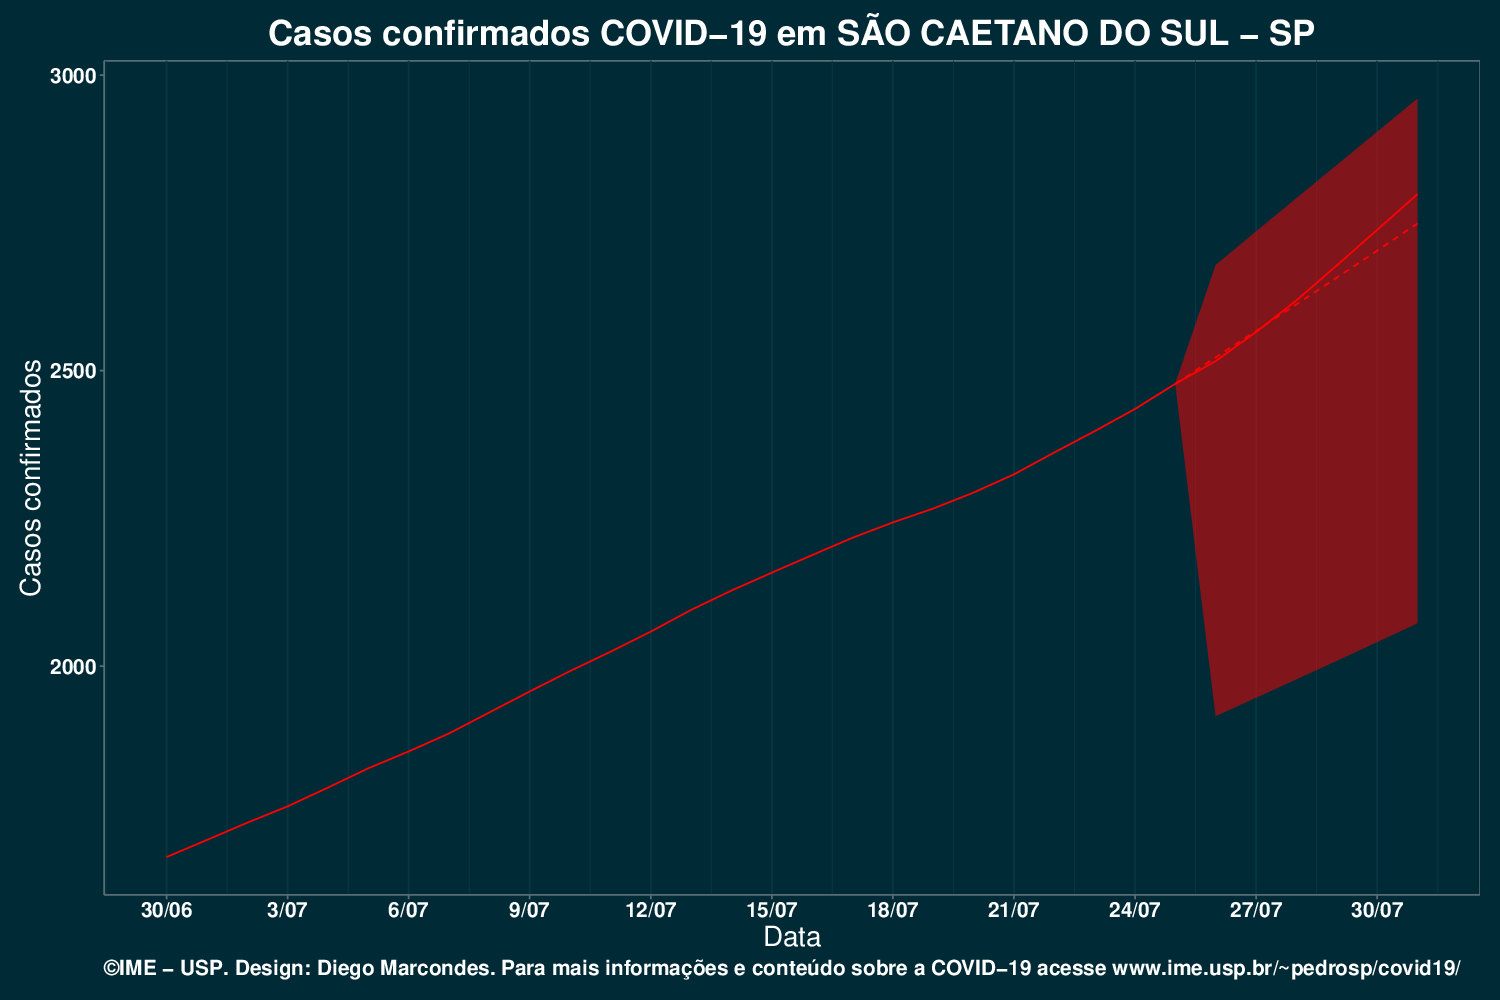 Casos confirmados COVID−19 em SÃO CAETANO DO SUL − SP
3000
2500
2000
Casos confirmados
30/06 3/07 6/07 9/07 12/07 15/07 18/07 21/07 24/07 27/07 30/07
Data
©IME − USP. Design: Diego Marcondes. Para mais informações e conteúdo sobre a COVID−19 acesse www.ime.usp.br/~pedrosp/covid19/